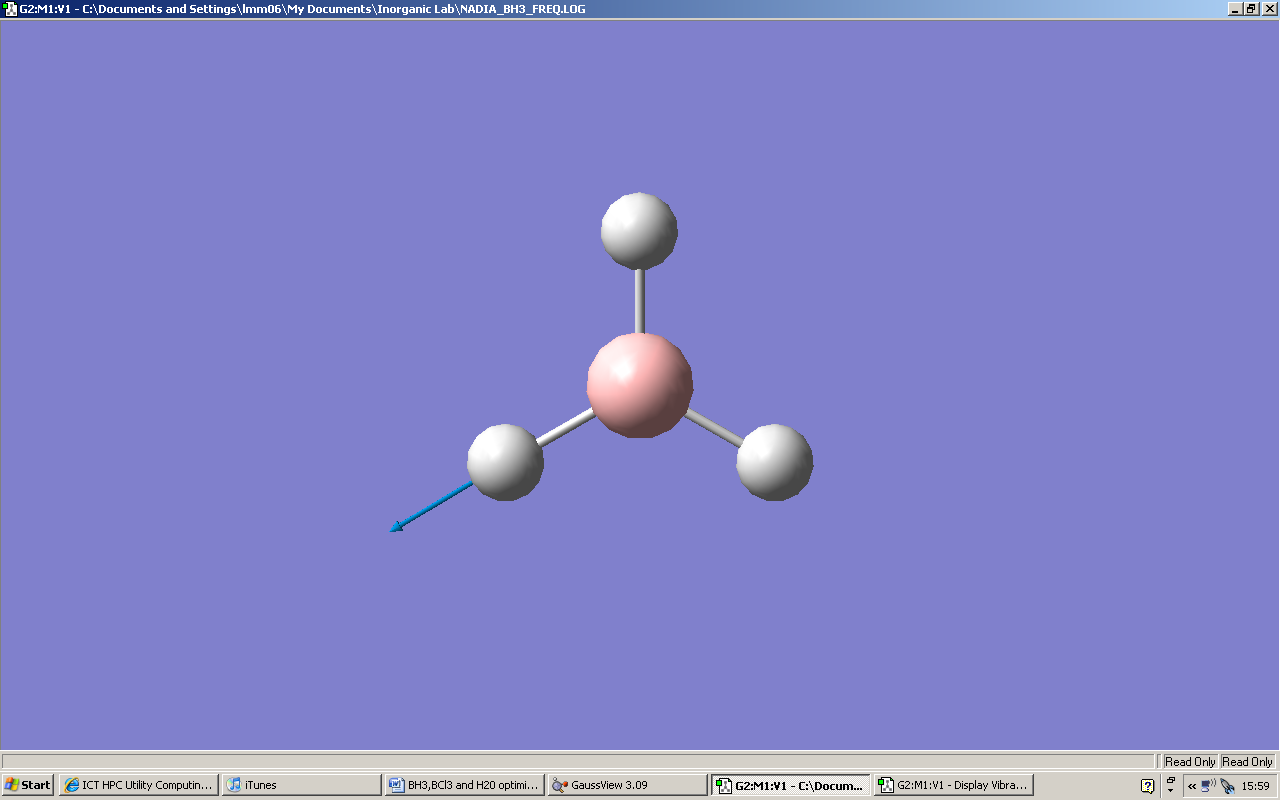 G2:M1:V1 - C:\Documents and Settings\lmm06\My Documents\Inorganic Lab\NADIA_BH3_FREQ.LOG
Read Only Read Only
Start ICT HPC Utility Computin... iTunes BH3,BCl3 and H20 optimi... GaussView 3.09 G2:M1:V1 - C:\Docum... G2:M1:V1 - Display Vibra... 15:59